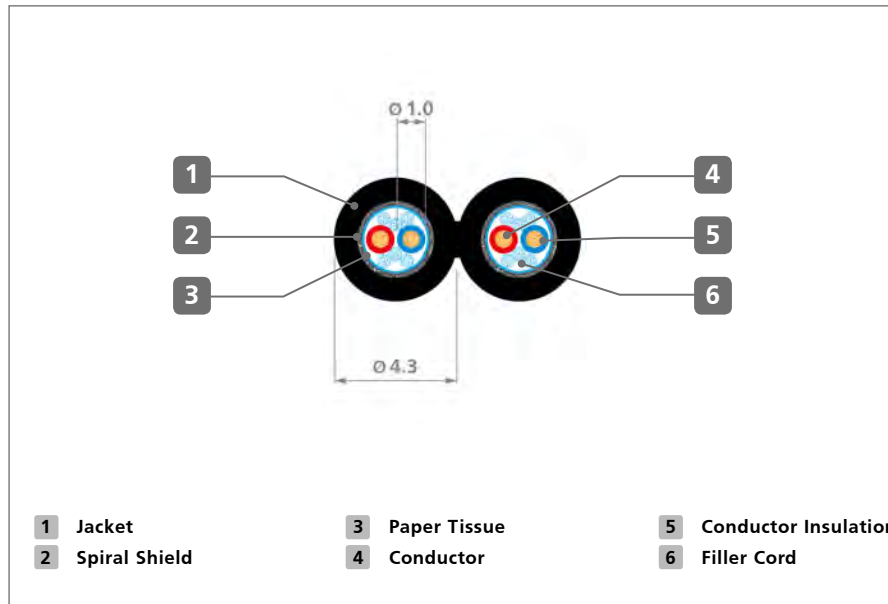 Ø 1.0
1
4
2
5
3
6
Ø 4.3
1 Jacket
3 Paper Tissue
5 Conductor Insulation
2 Spiral Shield
4 Conductor
6 Filler Cord